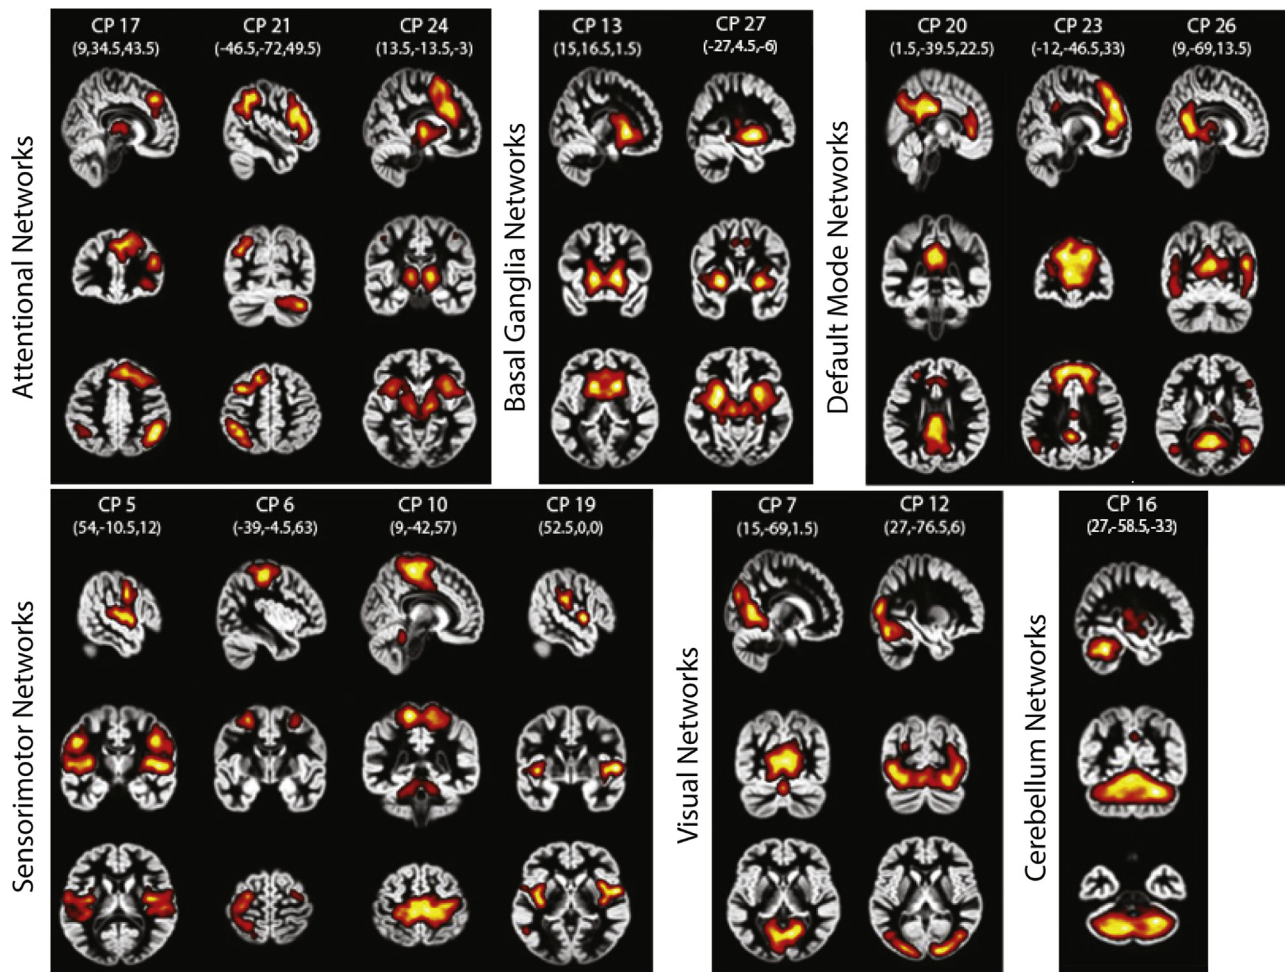 Attentional Networks
CP 17
(9,34.5,43.5)
CP 21
(-46.5,-72,49.5)
CP 24
(13.5,-13.5,-3)
Basal Ganglia Networks
CP 13
(15,16.5,1.5)
CP 27
(-27,4.5,-6)
Default Mode Networks
CP 20
(1.5,-39.5,22.5)
CP 23
(-12,-46.5,33)
CP 26
(9,-69,13.5)
Sensorimotor Networks
CP 5
(54,-10.5,12)
CP 6
(-39,-4.5,63)
CP 10
(9,-42,57)
CP 19
(52.5,0,0)
Visual Networks
CP 7
(15,-69,1.5)
CP 12
(27,-76.5,6)
Cerebellum Networks
CP 16
(27,-58.5,-33)